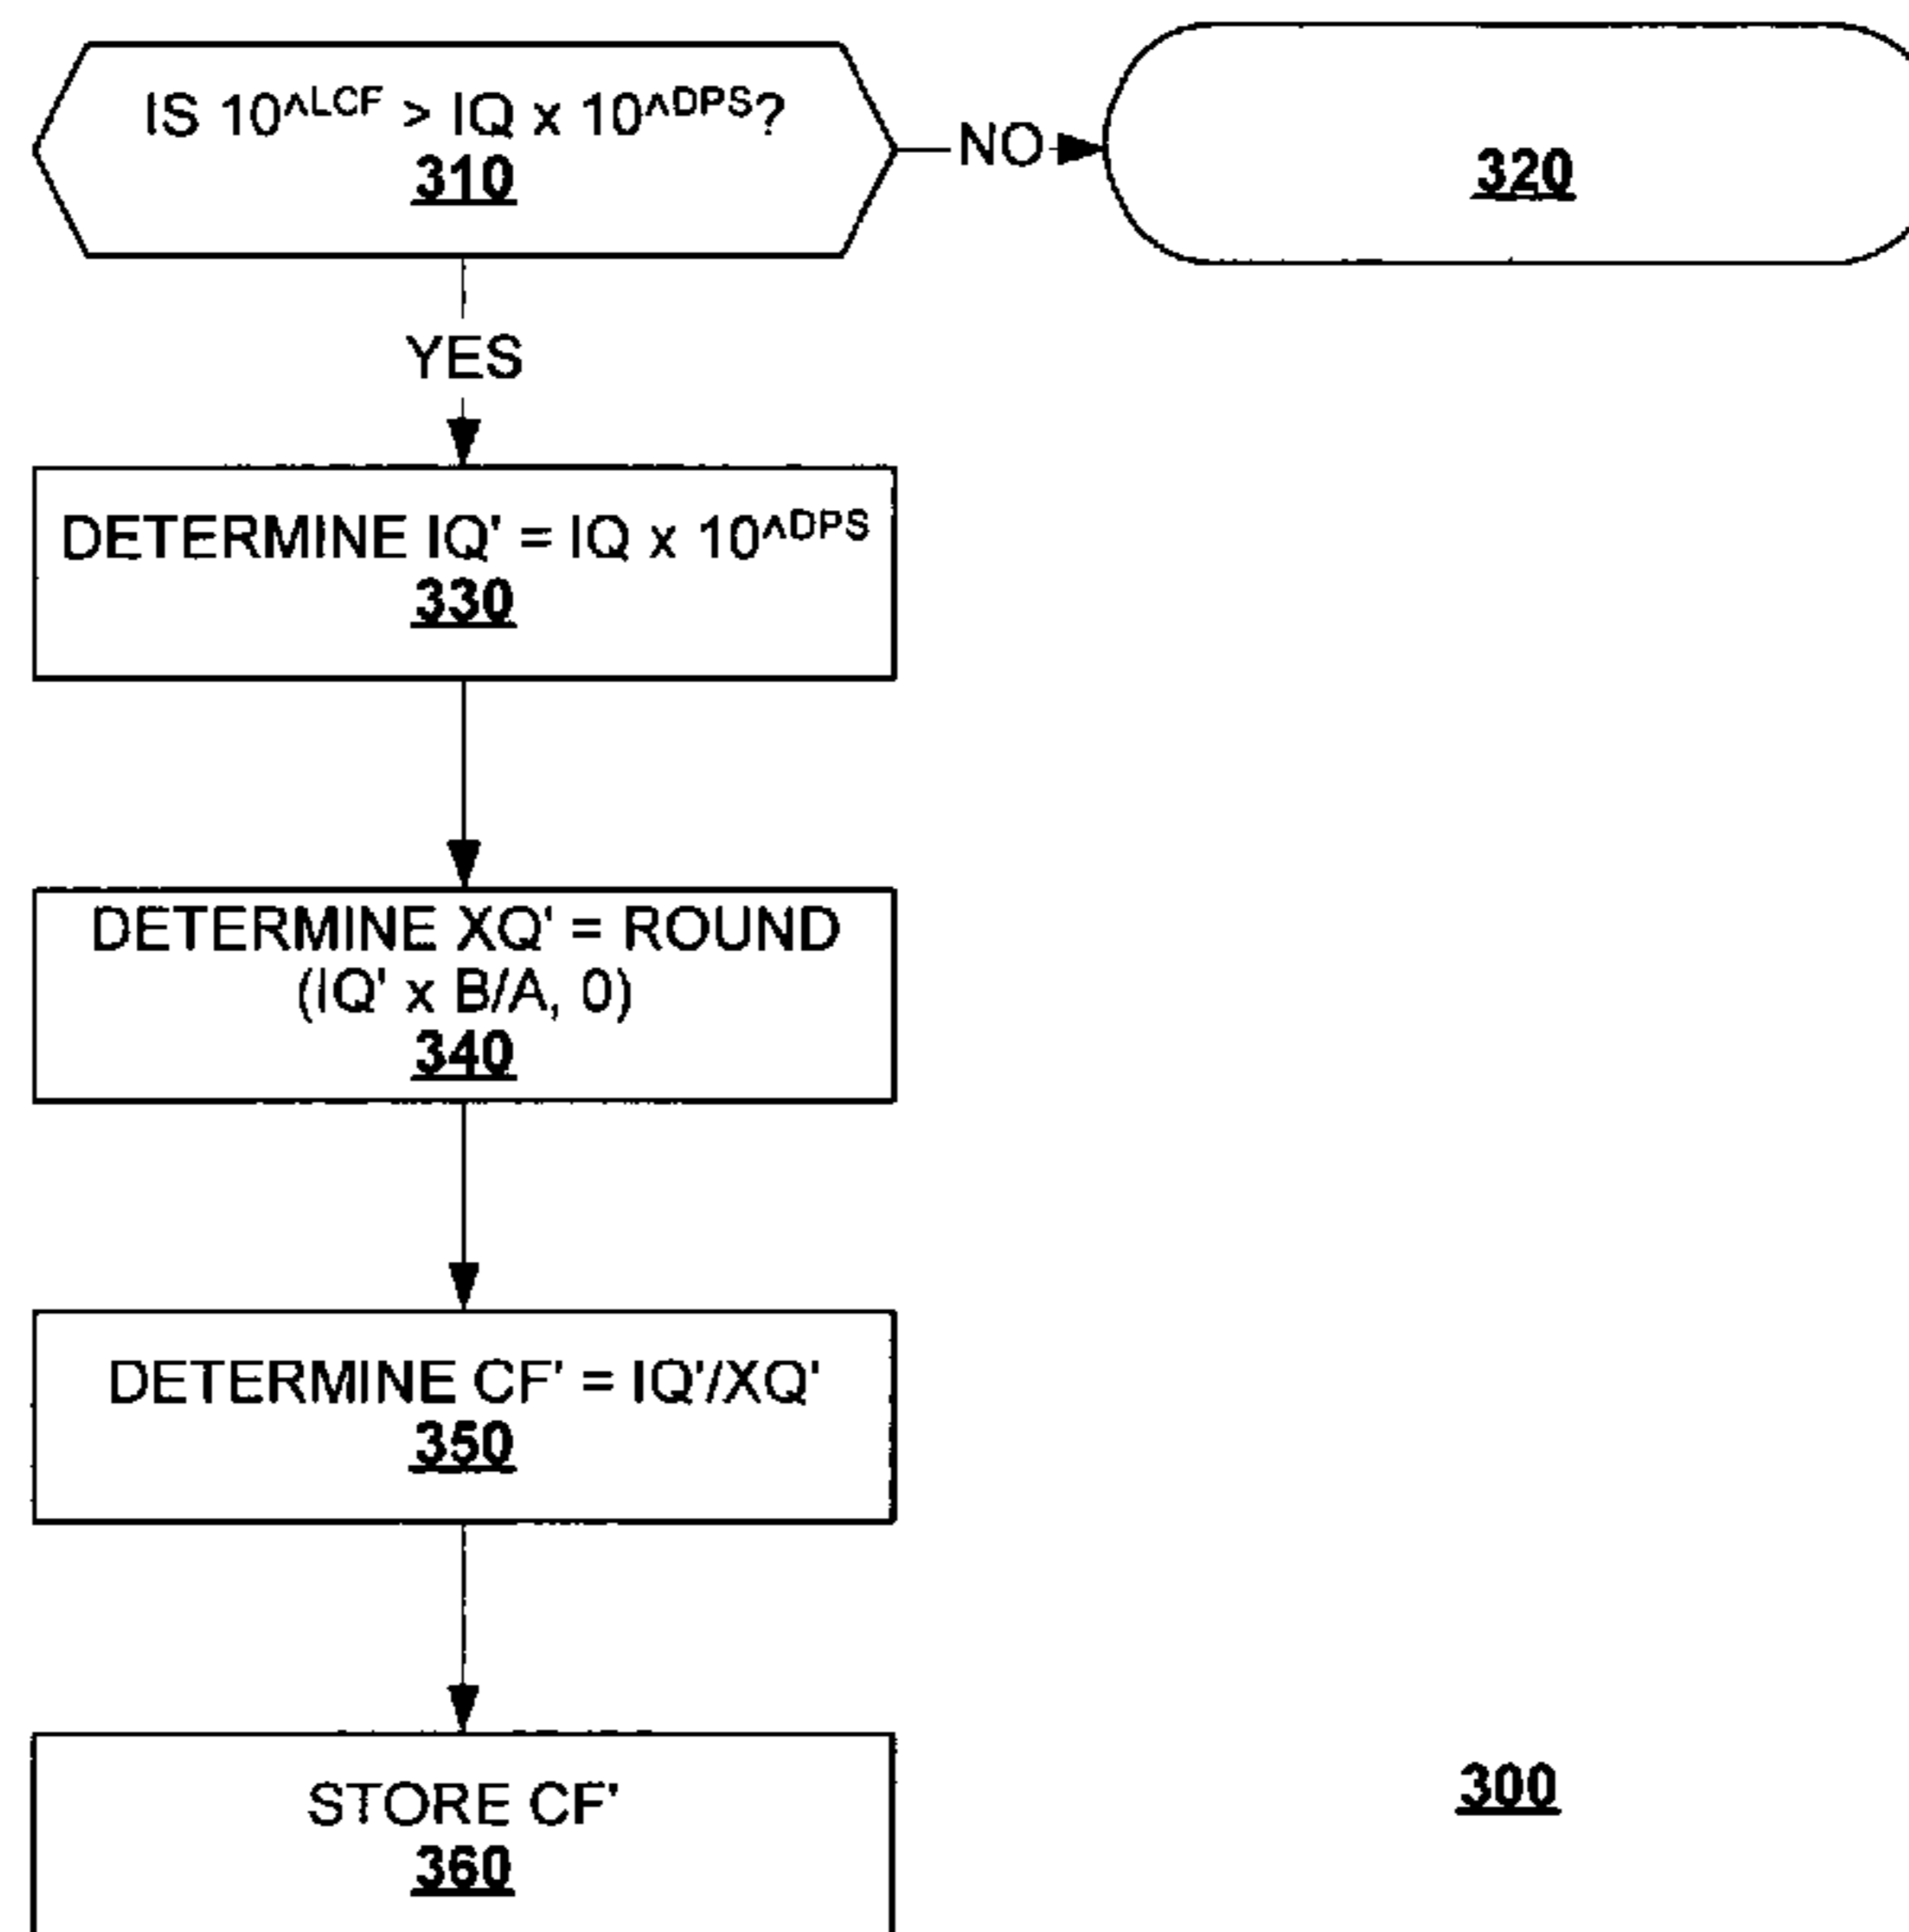 IS 10^LCF > IQ x 10^DPS?
310
NO
320
YES
DETERMINE IQ' = IQ x 10^DPS
330
DETERMINE XQ' = ROUND
(IQ' x B/A, 0)
340
DETERMINE CF' = IQ'/XQ'
350
STORE CF'
360
300